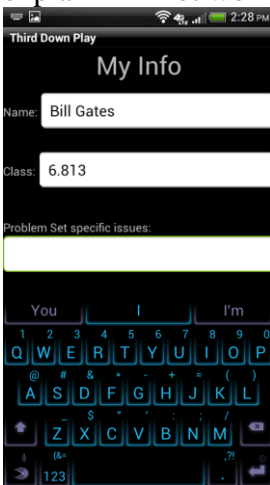 2:28 PM
Third Down Play
My Info
Name: Bill Gates
Class: 6.813
Problem Set specific issues:
You I I'm
1 2 3 4 5 6 7 8 9 0
Q W E R T Y U I O P
@ # & * - + = ( )
A S D F G H J K L
_ $ " ' : ; /
Z X C V B N M
(&= ,?!
123 .